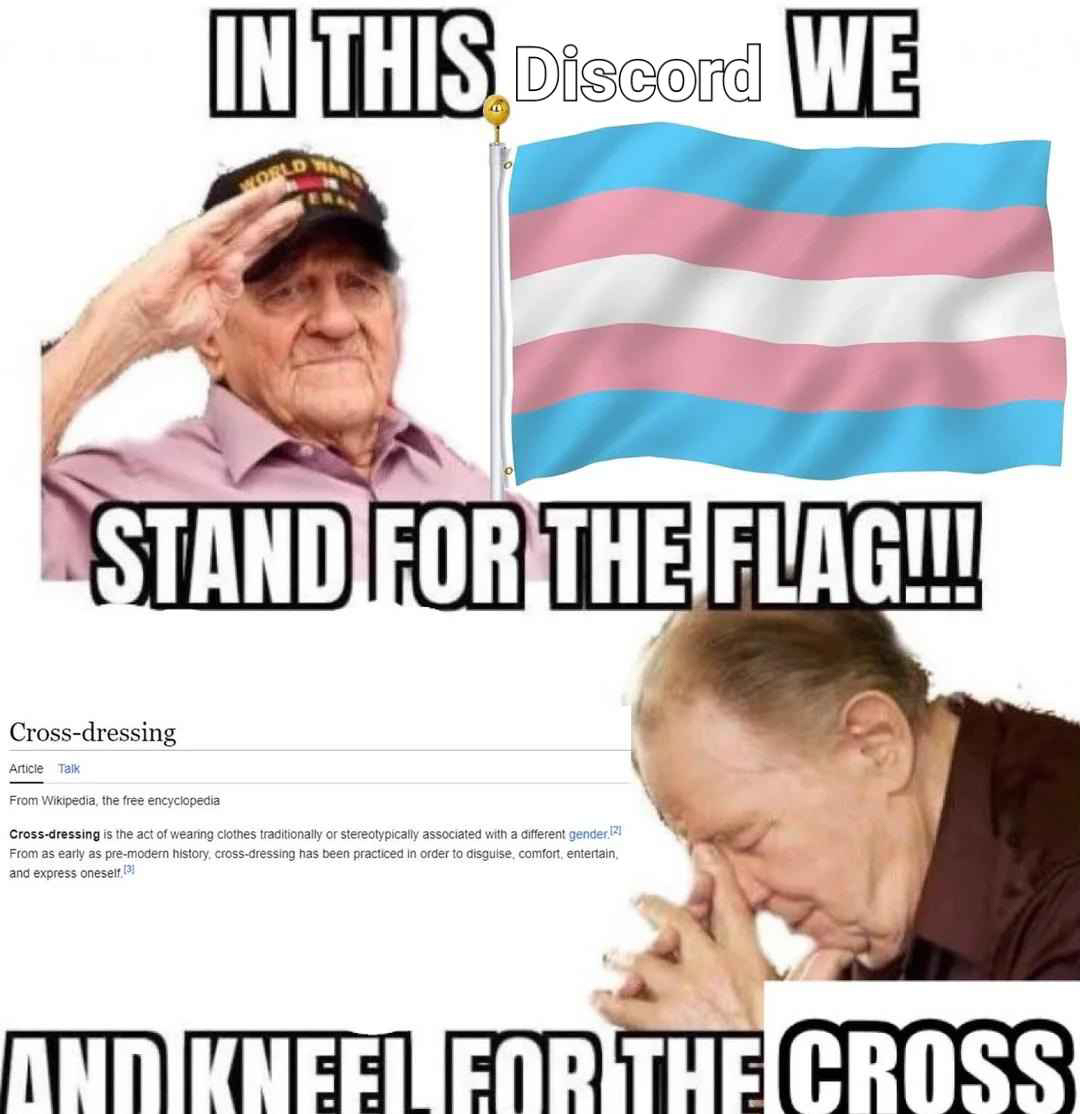 IN THIS Discord WE
WORLD WAR II
VETERAN
STAND FOR THE FLAG!!!
Cross-dressing
Article Talk
From Wikipedia, the free encyclopedia
Cross-dressing is the act of wearing clothes traditionally or stereotypically associated with a different gender.[2]
From as early as pre-modern history, cross-dressing has been practiced in order to disguise, comfort, entertain,
and express oneself.[3]
AND KNEEL FOR THE CROSS